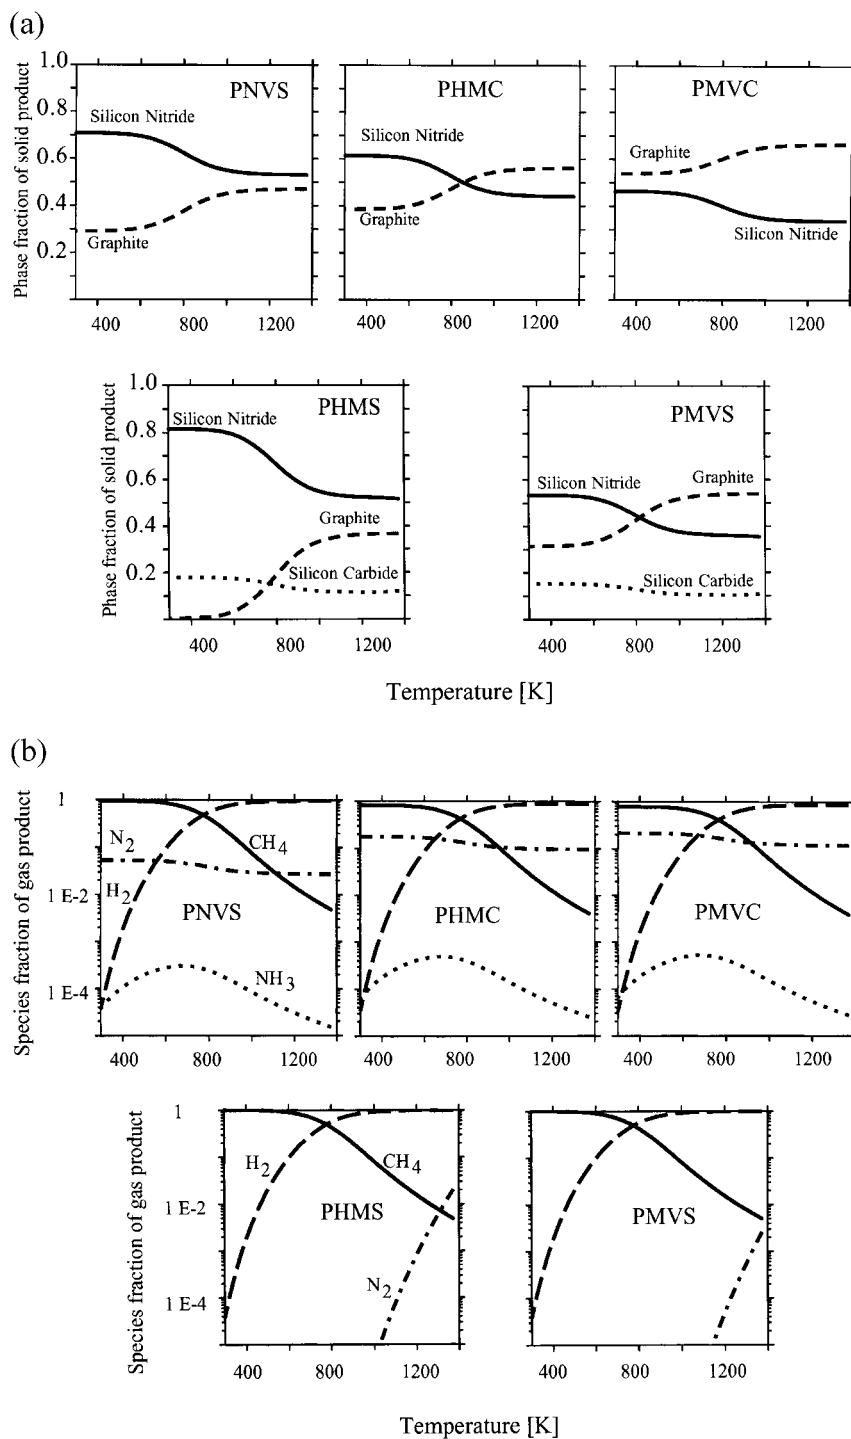 (a)
Phase fraction of solid product
1.0
0.8
0.6
0.4
0.2
PNVS
Silicon Nitride
Graphite
400 800 1200
PHMC
Silicon Nitride
Graphite
400 800 1200
PMVC
Graphite
Silicon Nitride
400 800 1200
Phase fraction of solid product
1.0
0.8
0.6
0.4
0.2
PHMS
Silicon Nitride
Graphite
Silicon Carbide
400 800 1200
PMVS
Silicon Nitride
Graphite
Silicon Carbide
400 800 1200
Temperature [K]
(b)
Species fraction of gas product
1
1 E-2
1 E-4
N2
CH4
H2
PNVS
NH3
400 800 1200
PHMC
400 800 1200
PMVC
400 800 1200
Species fraction of gas product
1
1 E-2
1 E-4
H2
CH4
PHMS
N2
400 800 1200
PMVS
400 800 1200
Temperature [K]